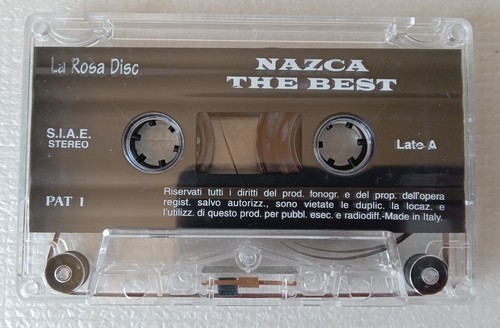 La Rosa Disc
NAZCA
THE BEST
S.I.A.E.
STEREO
Lato A
PAT 1
Riservati tutti i diritti del prod. fonogr. e del prop. dell'opera
regist. salvo autorizz., sono vietate le duplic. la locaz. e
l'utilizz. di questo prod. per pubbl. esec. e radiodiff.-Made in Italy.